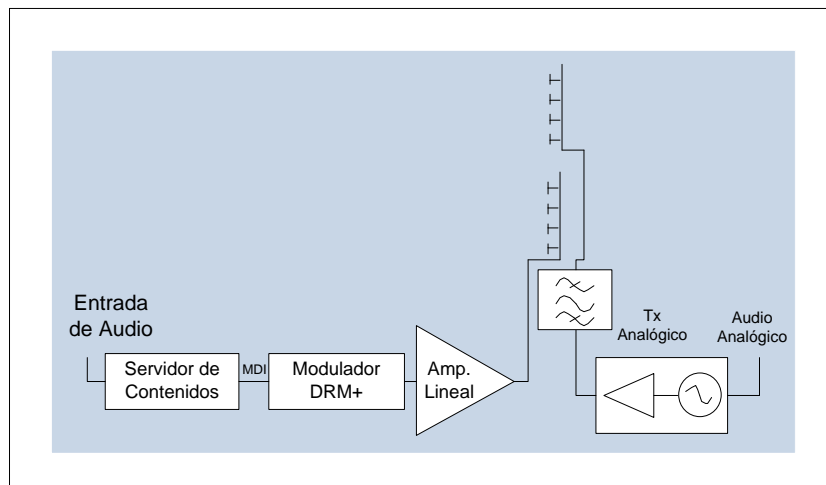 Entrada
de Audio
Servidor de
Contenidos
MDI
Modulador
DRM+
Amp.
Lineal
Tx
Analógico
Audio
Analógico